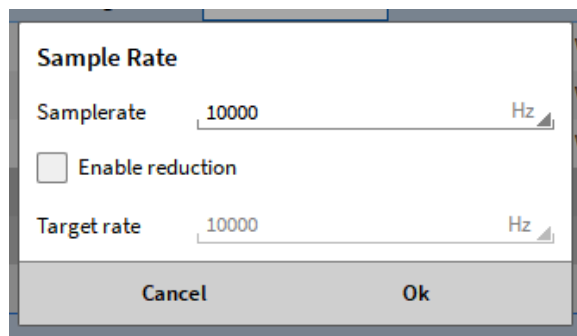 Sample Rate
Samplerate 10000 Hz
Enable reduction
Target rate 10000 Hz
Cancel Ok